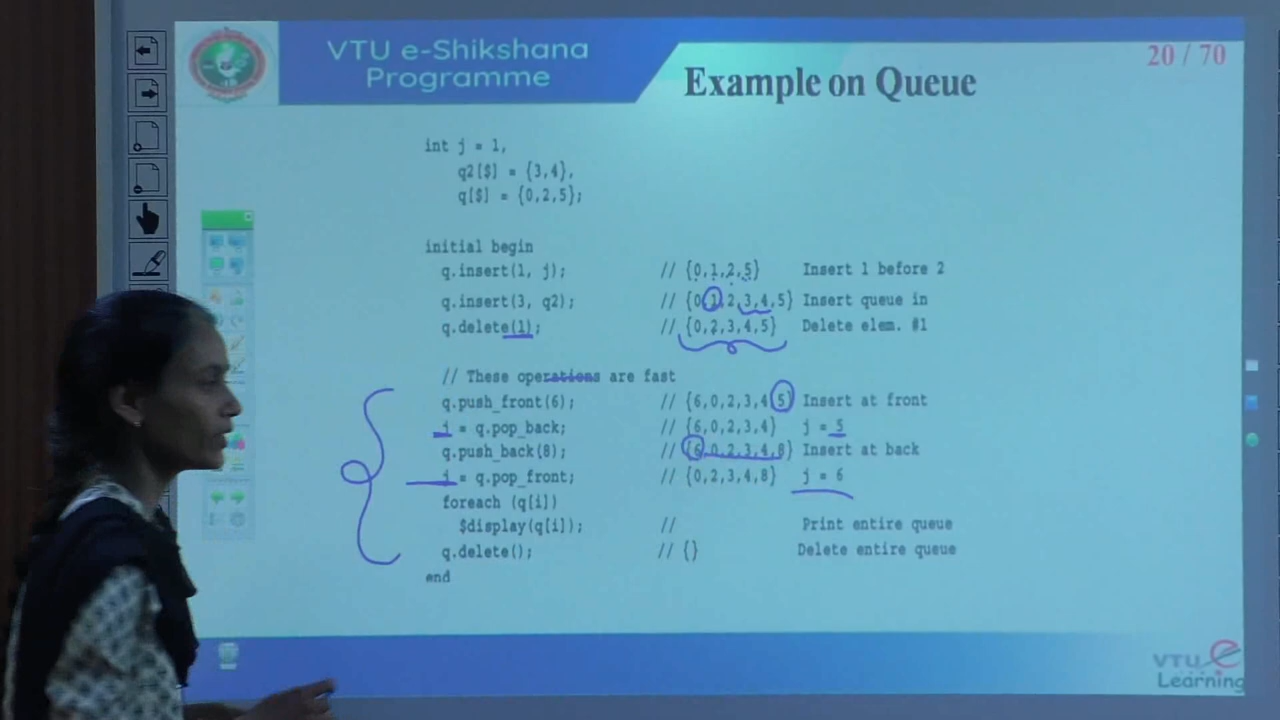 VTU e-Shikshana
Programme
Example on Queue
20 / 70
int j = 1,
q2[$] = {3,4},
q[$] = {0,2,5};
initial begin
q.insert(1, j); // {0,1,2,5} Insert 1 before 2
q.insert(3, q2); // {0,1,2,3,4,5} Insert queue in
q.delete(1); // {0,2,3,4,5} Delete elem. #1
// These operations are fast
q.push_front(6); // {6,0,2,3,4,5} Insert at front
j = q.pop_back; // {6,0,2,3,4} j = 5
q.push_back(8); // {6,0,2,3,4,8} Insert at back
j = q.pop_front; // {0,2,3,4,8} j = 6
foreach (q[i])
$display(q[i]); // Print entire queue
q.delete(); // {} Delete entire queue
end
VTU e
Learning